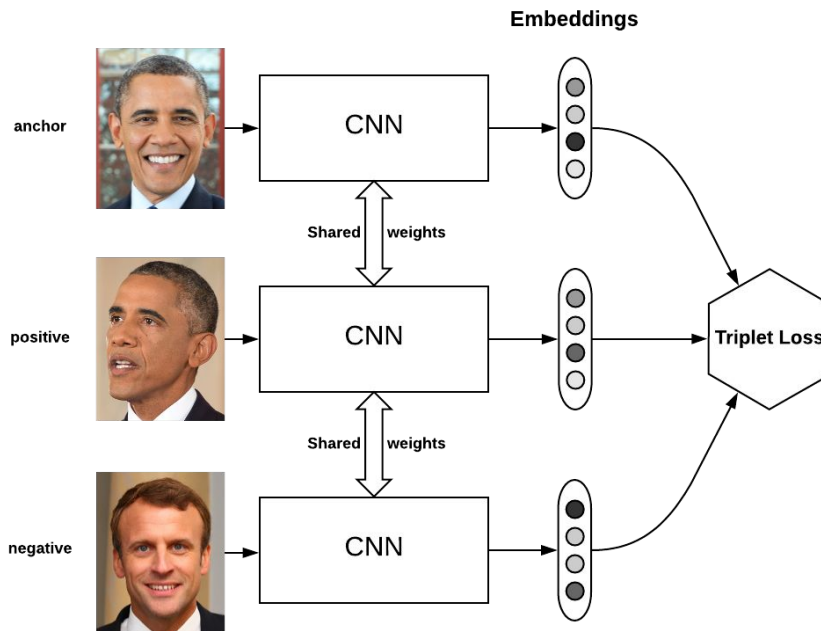 Embeddings
anchor
CNN
Shared weights
positive
CNN
Triplet Loss
Shared weights
negative
CNN